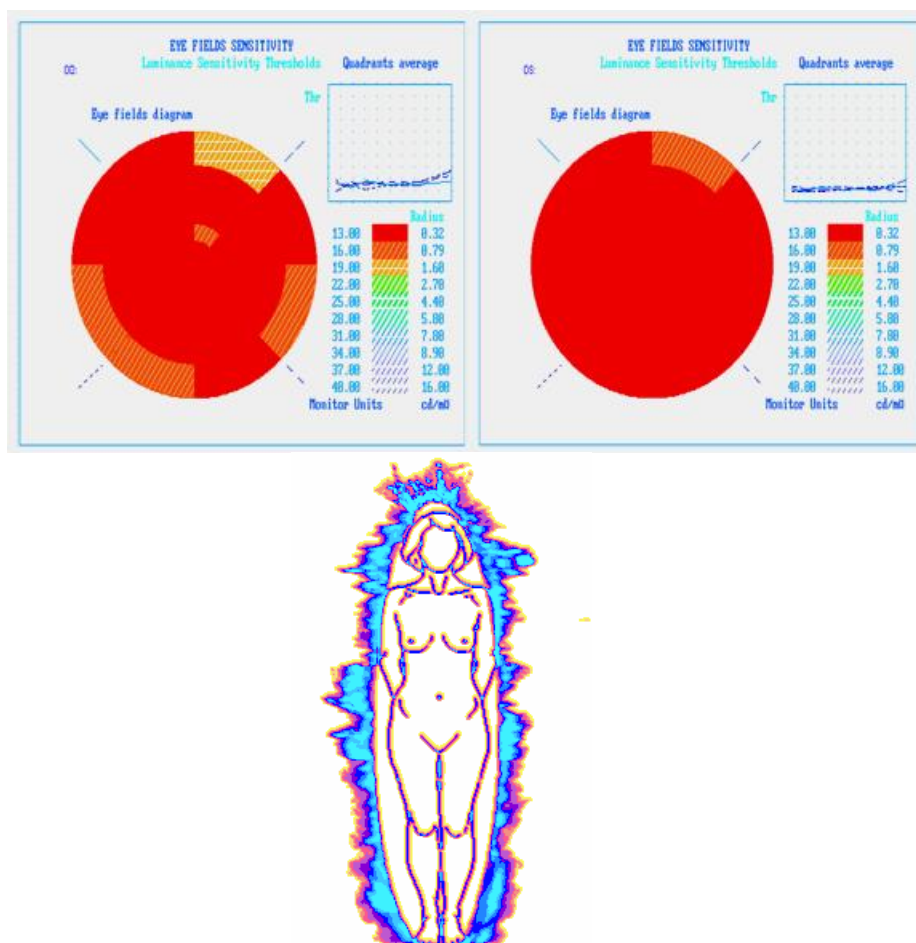 EYE FIELDS SENSITIVITY
OD:
Luminance Sensitivity Thresholds
Quadrants average
Thr
Eye fields diagram
Radius
13.00 0.32
16.00 0.79
19.00 1.60
22.00 2.70
25.00 4.40
28.00 5.80
31.00 7.80
34.00 8.90
37.00 12.00
40.00 16.00
Monitor Units cd/m
EYE FIELDS SENSITIVITY
OS:
Luminance Sensitivity Thresholds
Quadrants average
Thr
Eye fields diagram
Radius
13.00 0.32
16.00 0.79
19.00 1.60
22.00 2.70
25.00 4.40
28.00 5.80
31.00 7.80
34.00 8.90
37.00 12.00
40.00 16.00
Monitor Units cd/m